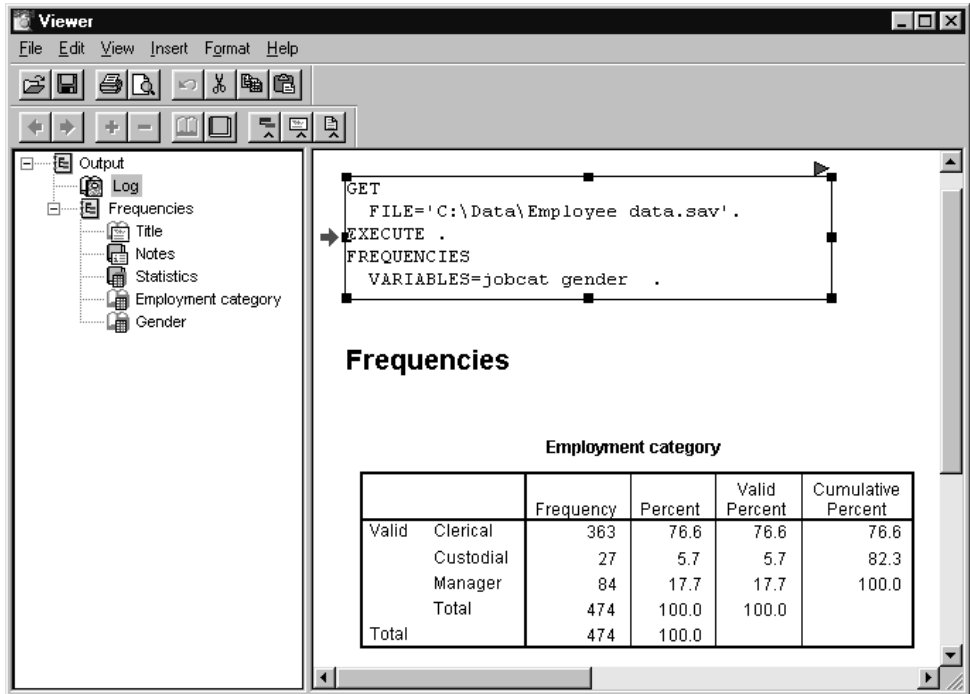 Viewer
File Edit View Insert Format Help
Output
Log
Frequencies
Title
Notes
Statistics
Employment category
Gender
GET
FILE='C:\Data\Employee data.sav'.
EXECUTE .
FREQUENCIES
VARIABLES=jobcat gender .
Frequencies
Employment category
Frequency Percent Valid Percent Cumulative Percent
Valid Clerical 363 76.6 76.6 76.6
Custodial 27 5.7 5.7 82.3
Manager 84 17.7 17.7 100.0
Total 474 100.0 100.0
Total 474 100.0